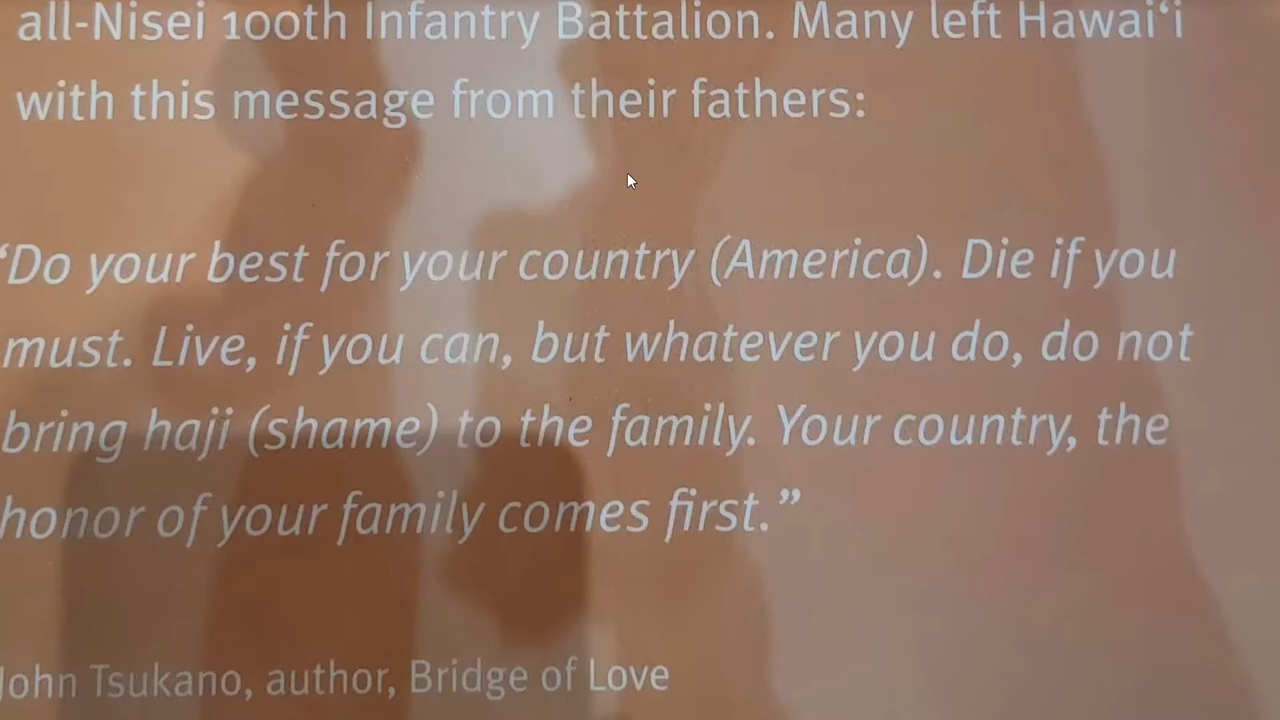 all-Nisei 100th Infantry Battalion. Many left Hawaiʻi
with this message from their fathers:
“Do your best for your country (America). Die if you
must. Live, if you can, but whatever you do, do not
bring haji (shame) to the family. Your country, the
honor of your family comes first.”
John Tsukano, author, Bridge of Love